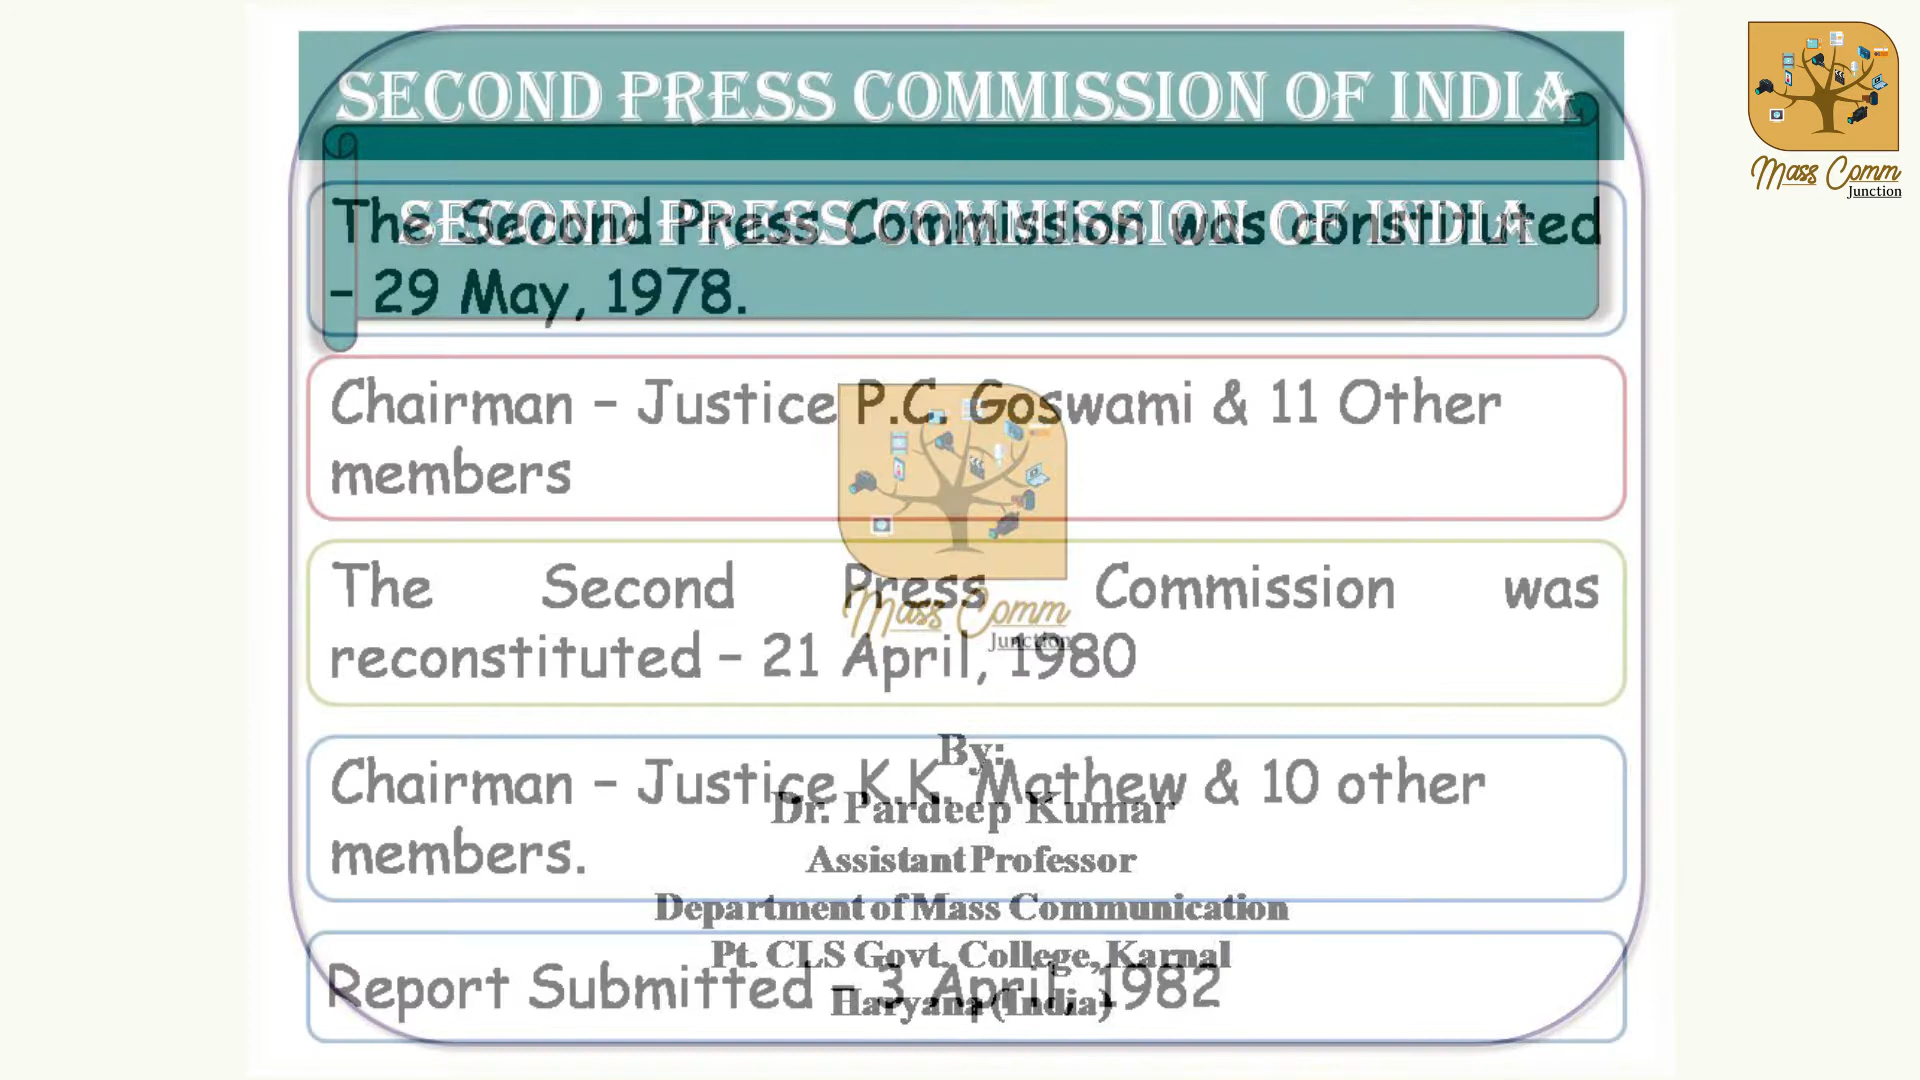 SECOND PRESS COMMISSION OF INDIA
The Second Press Commission was constituted
– 29 May, 1978.
SECOND PRESS COMMISSION OF INDIA
Chairman – Justice P.C. Goswami & 11 Other
members
The Second Press Commission was
reconstituted – 21 April, 1980
Mass Comm
Junction
Chairman – Justice K.K. Mathew & 10 other
members.
By:
Dr. Pardeep Kumar
Assistant Professor
Department of Mass Communication
Pt. CLS Govt. College, Karnal
Haryana (India)
Report Submitted – 3 April, 1982
Mass Comm
Junction